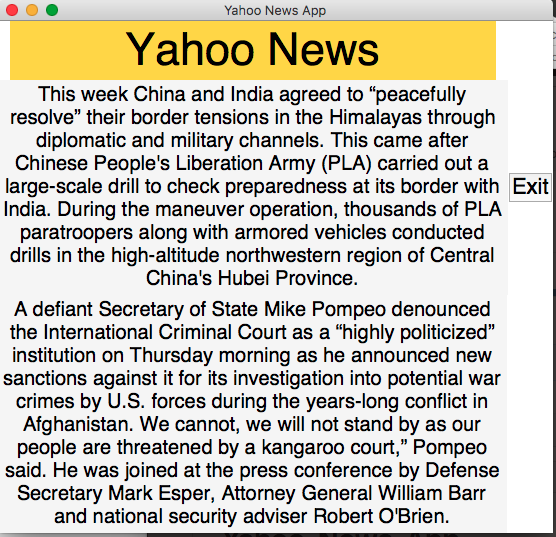 Yahoo News App
Yahoo News
This week China and India agreed to “peacefully
resolve” their border tensions in the Himalayas through
diplomatic and military channels. This came after
Chinese People's Liberation Army (PLA) carried out a
large-scale drill to check preparedness at its border with
India. During the maneuver operation, thousands of PLA
paratroopers along with armored vehicles conducted
drills in the high-altitude northwestern region of Central
China's Hubei Province.
Exit
A defiant Secretary of State Mike Pompeo denounced
the International Criminal Court as a “highly politicized”
institution on Thursday morning as he announced new
sanctions against it for its investigation into potential war
crimes by U.S. forces during the years-long conflict in
Afghanistan. We cannot, we will not stand by as our
people are threatened by a kangaroo court,” Pompeo
said. He was joined at the press conference by Defense
Secretary Mark Esper, Attorney General William Barr
and national security adviser Robert O'Brien.